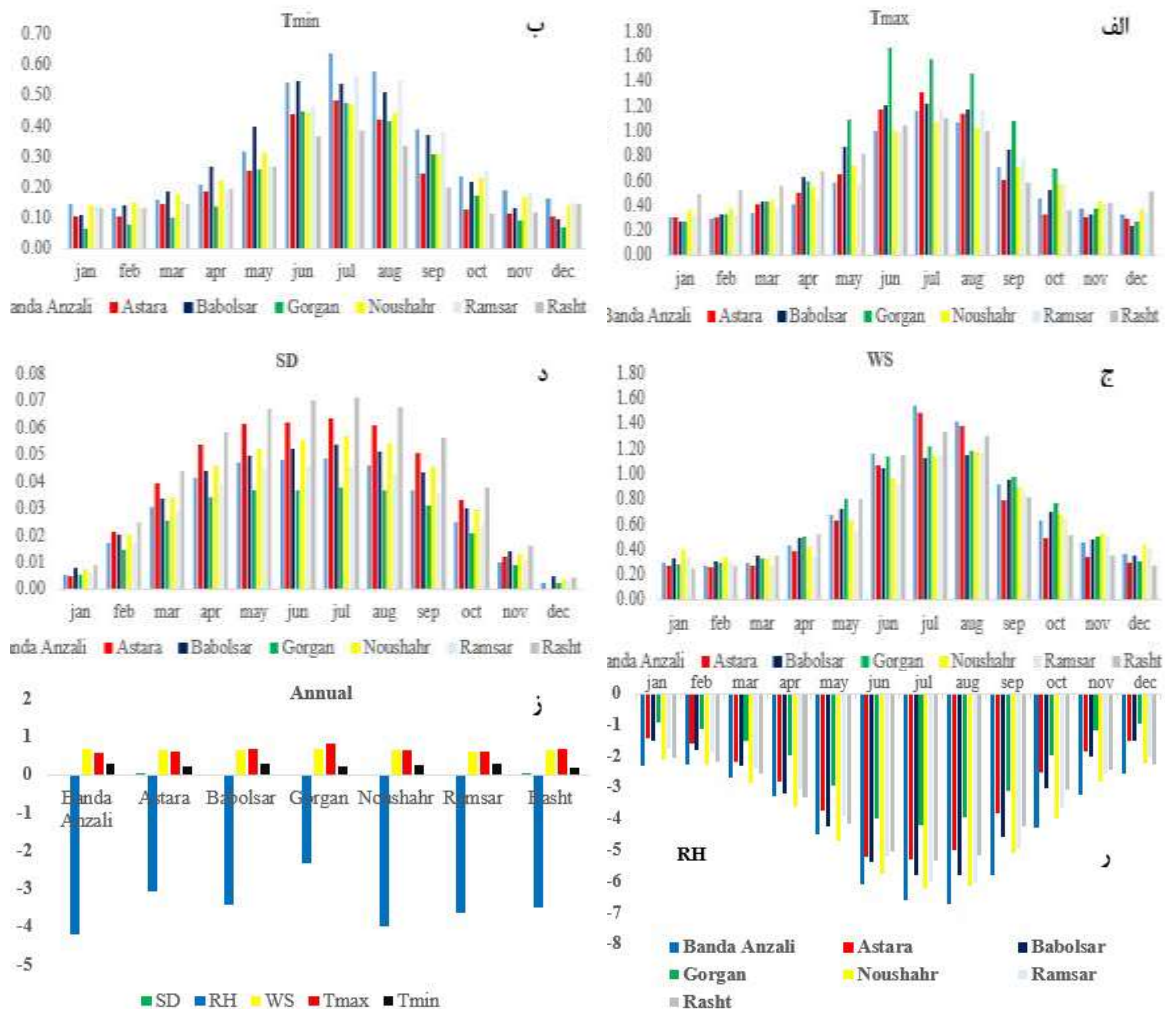 Tmin ب
0.70
0.60
0.50
0.40
0.30
0.20
0.10
0.00
jan feb mar apr may jun jul aug sep oct nov dec
anda Anzali Astara Babolsar Gorgan Noushahr Ramsar Rasht
Tmax الف
1.80
1.60
1.40
1.20
1.00
0.80
0.60
0.40
0.20
0.00
jan feb mar apr may jun jul aug sep oct nov dec
anda Anzali Astara Babolsar Gorgan Noushahr Ramsar Rasht
SD د
0.08
0.07
0.06
0.05
0.04
0.03
0.02
0.01
0.00
jan feb mar apr may jun jul aug sep oct nov dec
nda Anzali Astara Babolsar Gorgan Noushahr Ramsar Rasht
WS ج
1.80
1.60
1.40
1.20
1.00
0.80
0.60
0.40
0.20
0.00
jan feb mar apr may jun jul aug sep oct nov dec
anda Anzali Astara Babolsar Gorgan Noushahr Ramsar Rasht
Annual ز
2
1
0
-1
-2
-3
-4
-5
Banda Astara Babolsar Gorgan Noushahr Ramsar Rasht
Anzali
SD RH WS Tmax Tmin
jan feb mar apr may jun jul aug sep oct nov dec
0
-1
-2
-3
-4
-5
-6
-7
-8
RH ر
Banda Anzali Astara Babolsar
Gorgan Noushahr Ramsar
Rasht